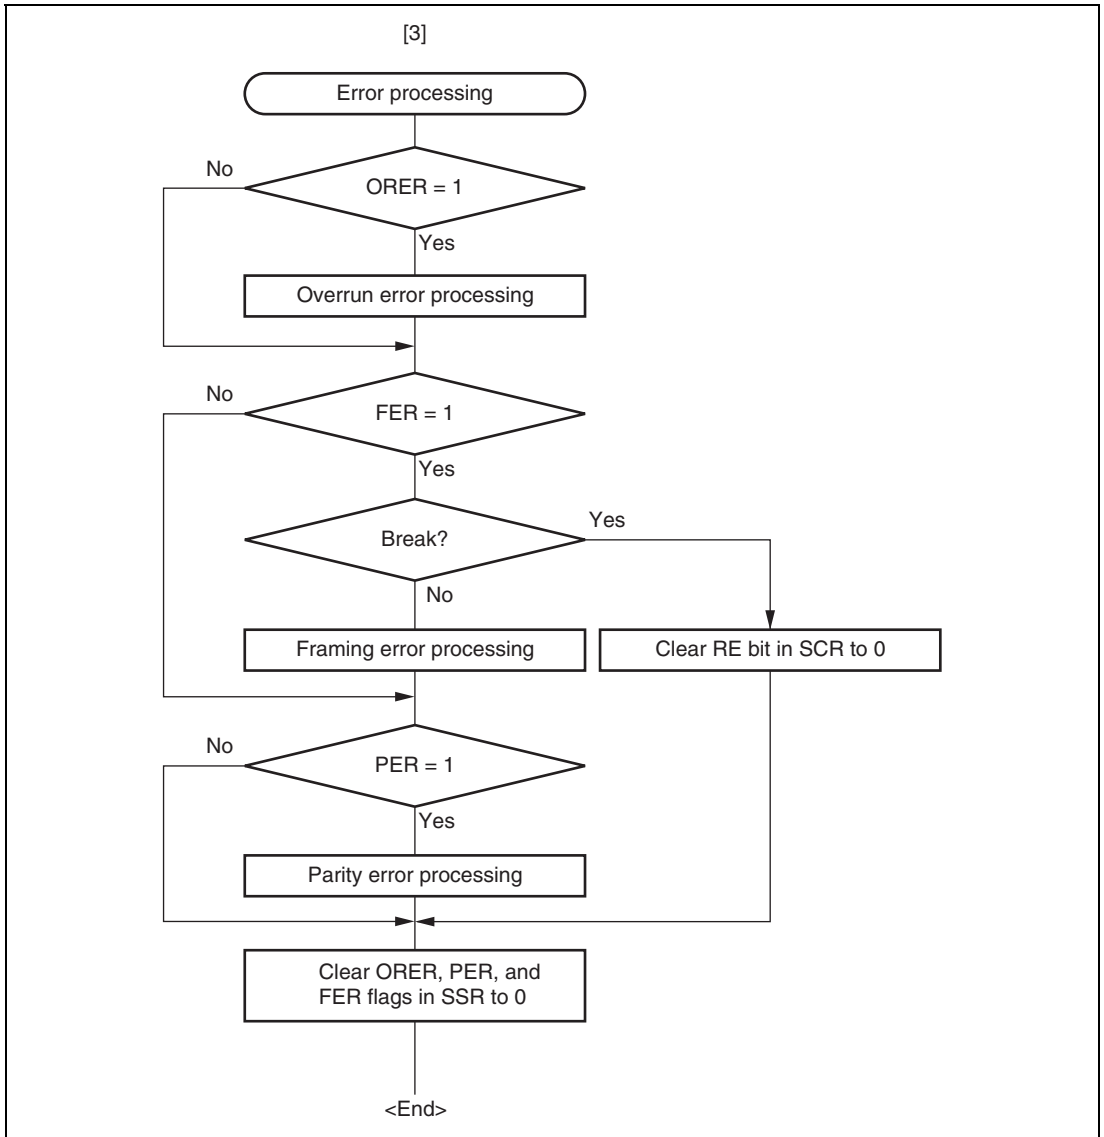 [3]
Error processing
No
ORER = 1
Yes
Overrun error processing
No
FER = 1
Yes
Break?
Yes
No
Framing error processing
Clear RE bit in SCR to 0
No
PER = 1
Yes
Parity error processing
Clear ORER, PER, and
FER flags in SSR to 0
<End>